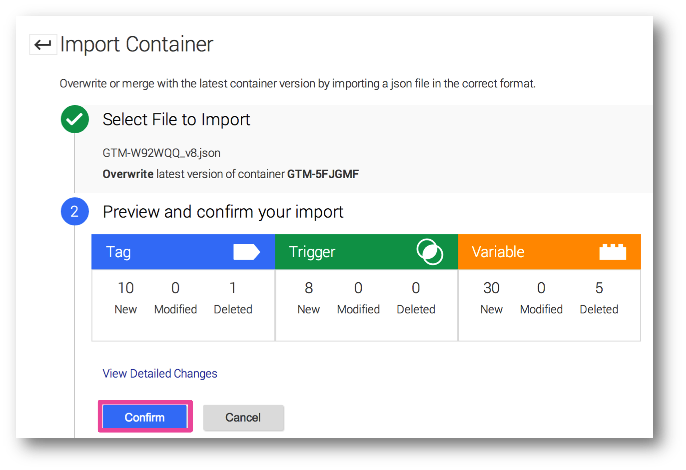 Import Container
Overwrite or merge with the latest container version by importing a json file in the correct format.
Select File to Import
GTM-W92WQQ_v8.json
Overwrite latest version of container GTM-5FJGMF
2 Preview and confirm your import
Tag Trigger Variable
10 0 1 8 0 0 30 0 5
New Modified Deleted New Modified Deleted New Modified Deleted
View Detailed Changes
Confirm Cancel